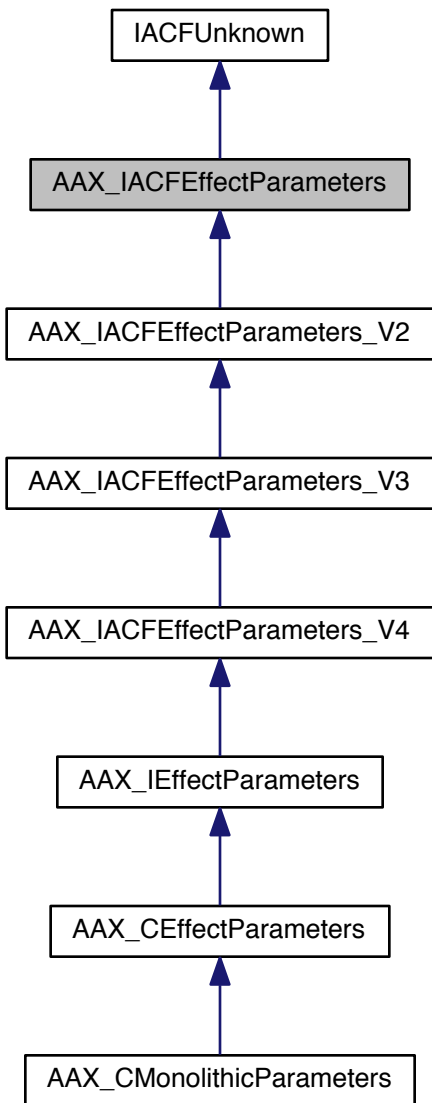 IACFUnknown
AAX_IACFEffectParameters
AAX_IACFEffectParameters_V2
AAX_IACFEffectParameters_V3
AAX_IACFEffectParameters_V4
AAX_IEffectParameters
AAX_CEffectParameters
AAX_CMonolithicParameters